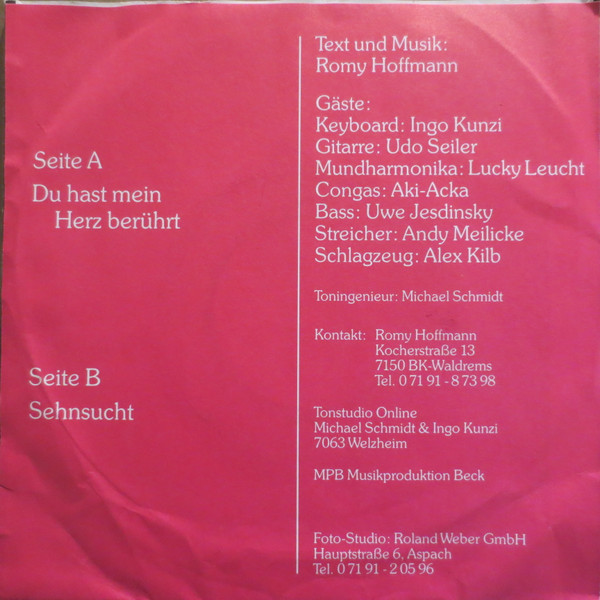 Seite A
Du hast mein
Herz berührt
Seite B
Sehnsucht
Text und Musik:
Romy Hoffmann
Gäste:
Keyboard: Ingo Kunzi
Gitarre: Udo Seiler
Mundharmonika: Lucky Leucht
Congas: Aki-Acka
Bass: Uwe Jesdinsky
Streicher: Andy Meilicke
Schlagzeug: Alex Kilb
Toningenieur: Michael Schmidt
Kontakt: Romy Hoffmann
Kocherstraße 13
7150 BK-Waldrems
Tel. 0 71 91 - 8 73 98
Tonstudio Online
Michael Schmidt & Ingo Kunzi
7063 Welzheim
MPB Musikproduktion Beck
Foto-Studio: Roland Weber GmbH
Hauptstraße 6, Aspach
Tel. 0 71 91 - 2 05 96